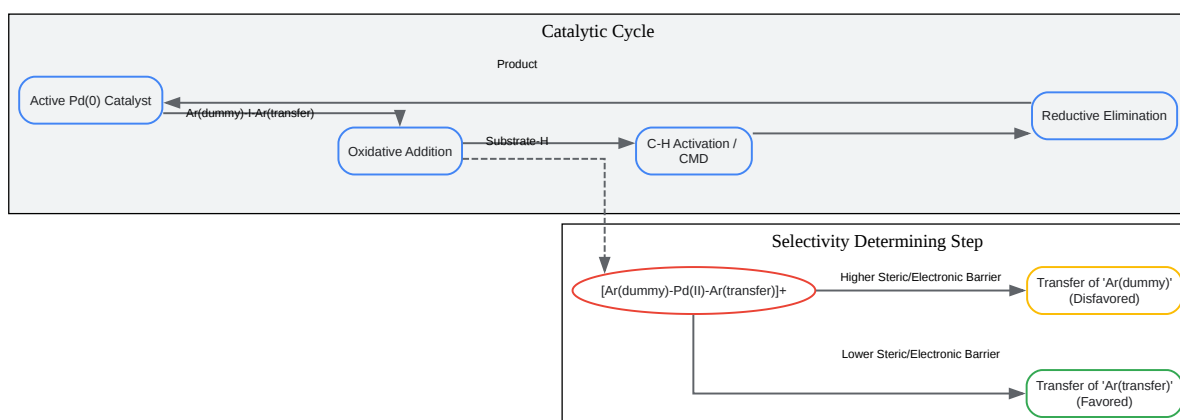 Catalytic Cycle
Product
Active Pd(0) Catalyst
Ar(dummy)-I-Ar(transfer)
Reductive Elimination
Oxidative Addition
Substrate-H
C-H Activation /
CMD
Selectivity Determining Step
[Ar(dummy)-Pd(II)-Ar(transfer)]+
Higher Steric/Electronic Barrier
Transfer of 'Ar(dummy)'
(Disfavored)
Lower Steric/Electronic Barrier
Transfer of 'Ar(transfer)'
(Favored)